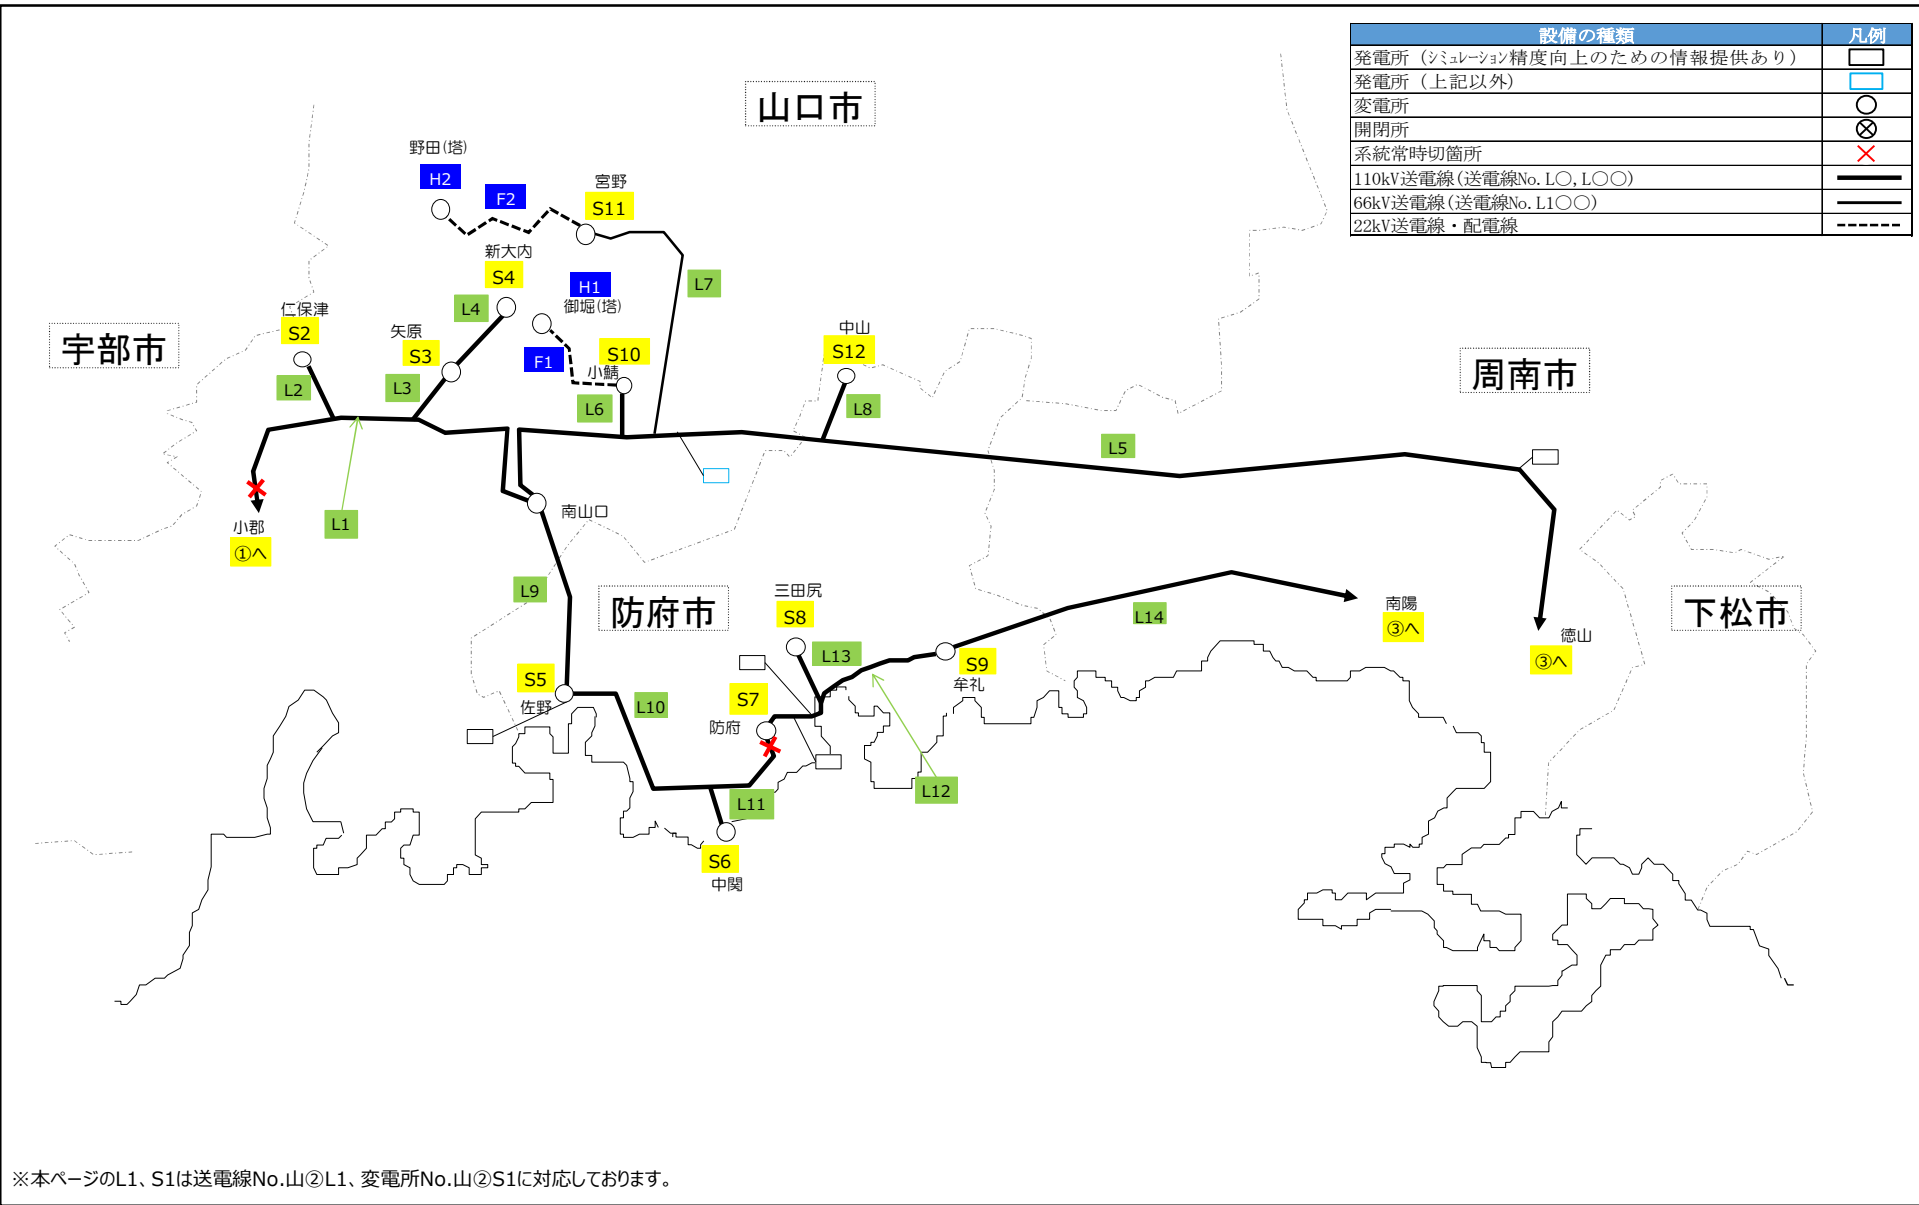 設備の種類 凡例
発電所（シミュレーション精度向上のための情報提供あり）
発電所（上記以外）
変電所
開閉所
系統常時切箇所
110kV送電線(送電線No.L○,L○○)
66kV送電線(送電線No.L1○○)
22kV送電線・配電線
山口市
野田(塔)
H2
F2
宮野
S11
新大内
S4
L4
H1
御堀(塔)
L7
仁保津
S2
矢原
S3
F1
S10
小鯖
中山
S12
宇部市
周南市
L2
L3
L6
L8
L5
小郡
①へ
L1
南山口
L9
防府市
三田尻
S8
L13
L14
南陽
③へ
下松市
徳山
③へ
S5
佐野
L10
S7
防府
S9
牟礼
L12
L11
S6
中関
※本ページのL1、S1は送電線No.山②L1、変電所No.山②S1に対応しております。